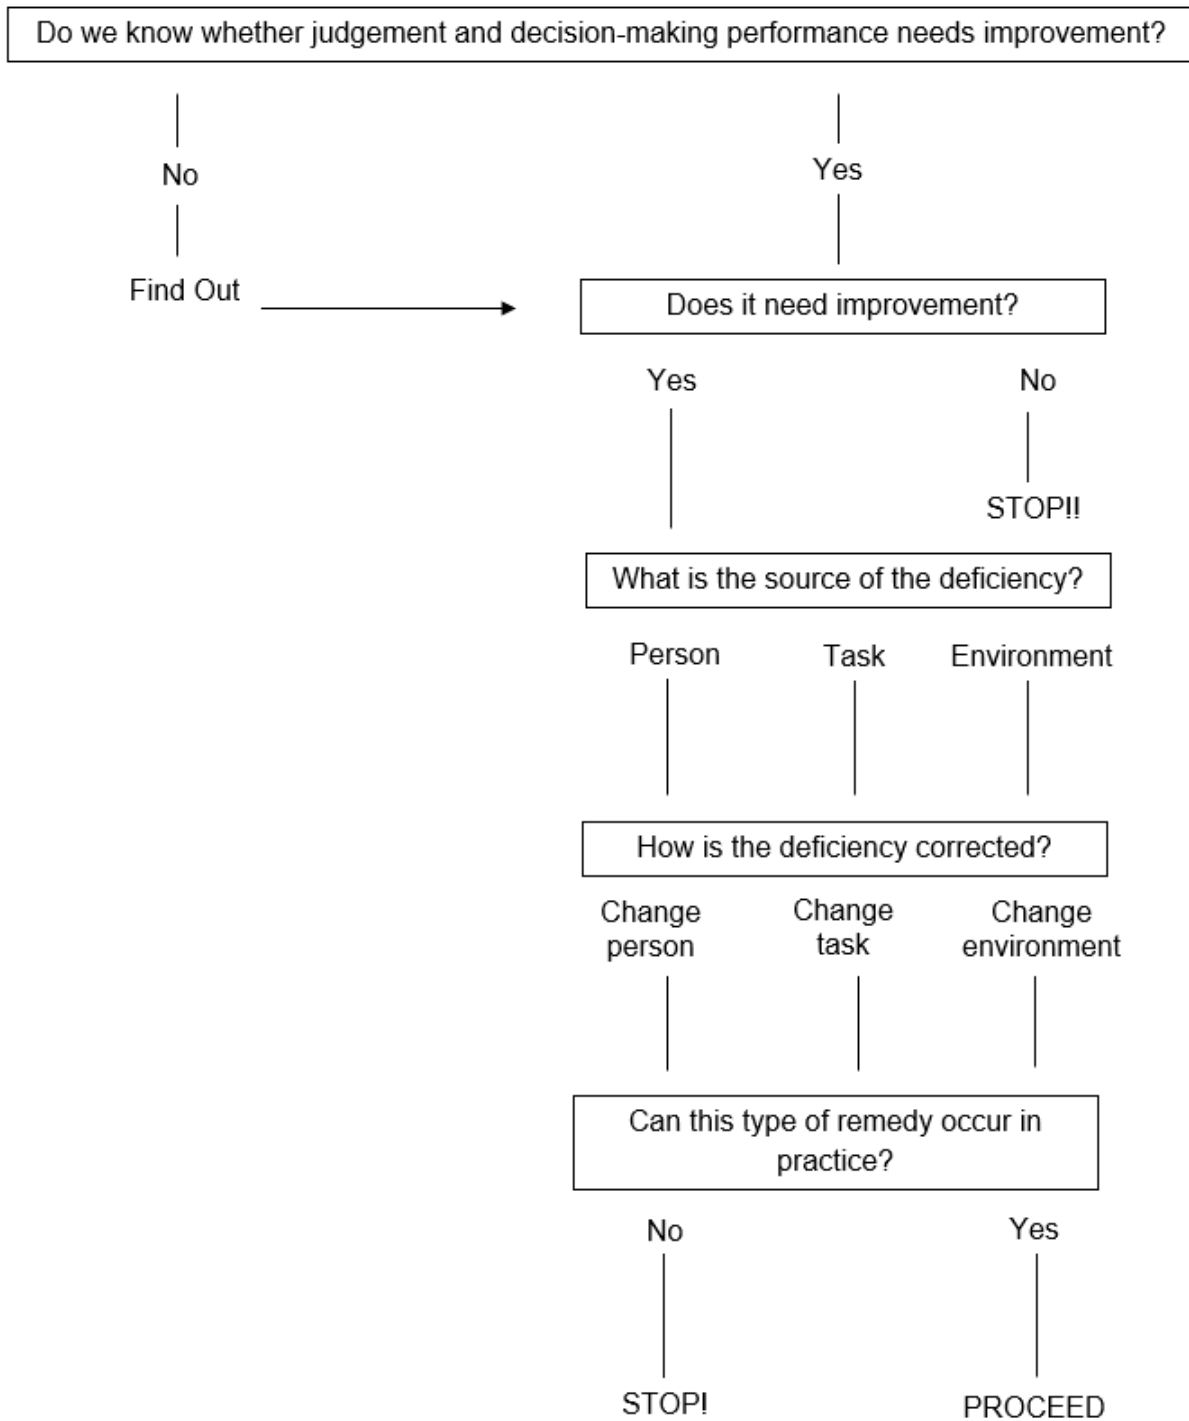 Do we know whether judgement and decision-making performance needs improvement?
No
Yes
Find Out
Does it need improvement?
Yes
No
STOP!!
What is the source of the deficiency?
Person
Task
Environment
How is the deficiency corrected?
Change
person
Change
task
Change
environment
Can this type of remedy occur in
practice?
No
Yes
STOP!
PROCEED